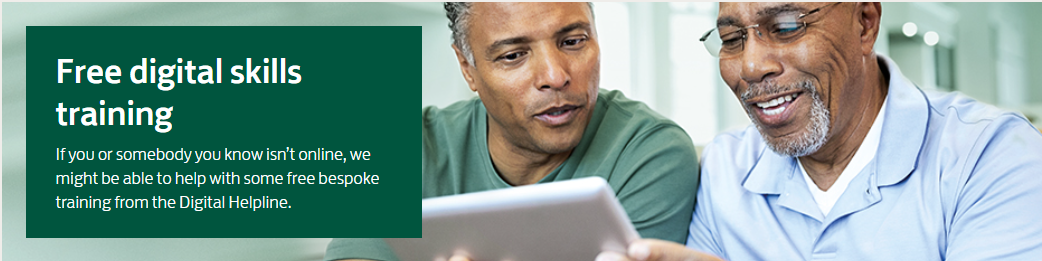 Free digital skills
training
If you or somebody you know isn't online, we
might be able to help with some free bespoke
training from the Digital Helpline.